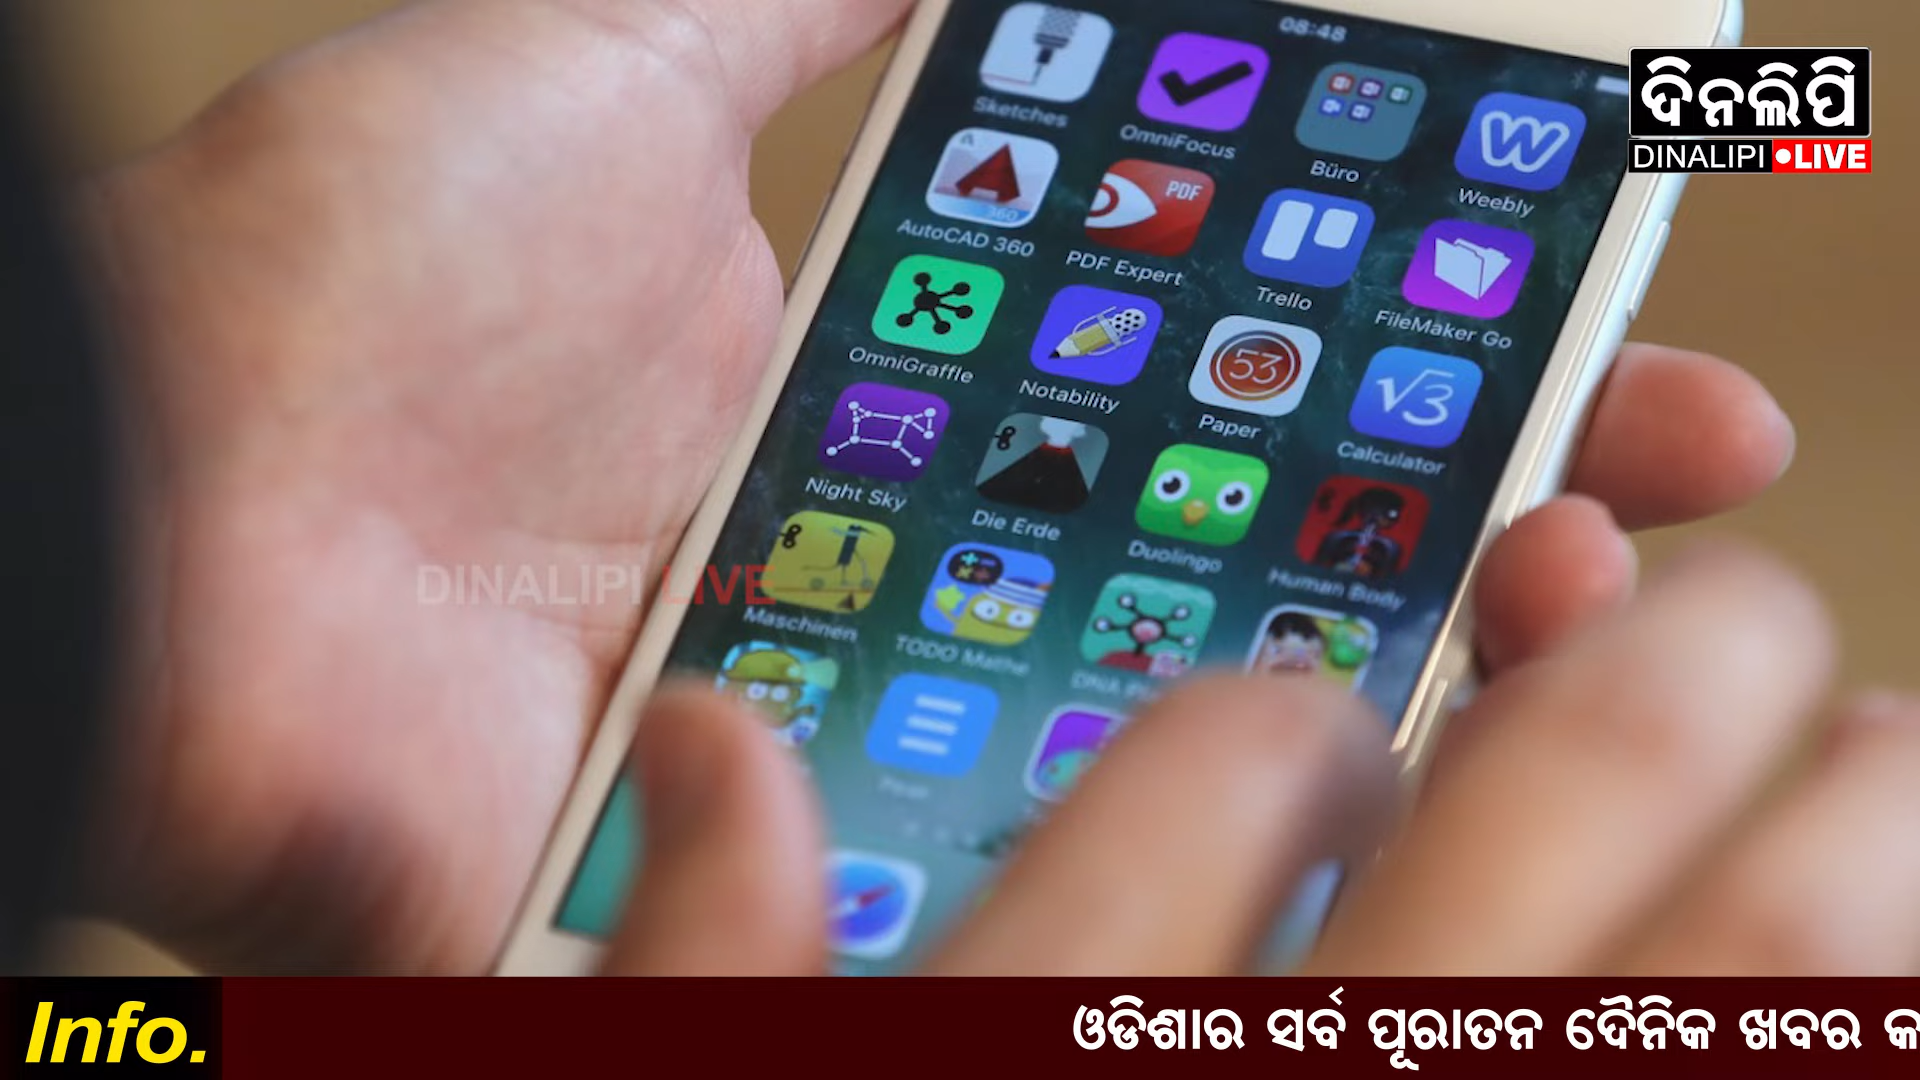 08:48
ଦିନଲିପି
DINALIPI LIVE
Sketches
OmniFocus
Büro
Weebly
AutoCAD 360
PDF Expert
PDF
Trello
FileMaker Go
OmniGraffle
Notability
53
Paper
√3
Calculator
Night Sky
Die Erde
Duolingo
Human Body
DINALIPI LIVE
Maschinen
TODO Mathe
Info.
ଓଡିଶାର ସର୍ବ ପୂରାତନ ଦୈନିକ ଖବର କ